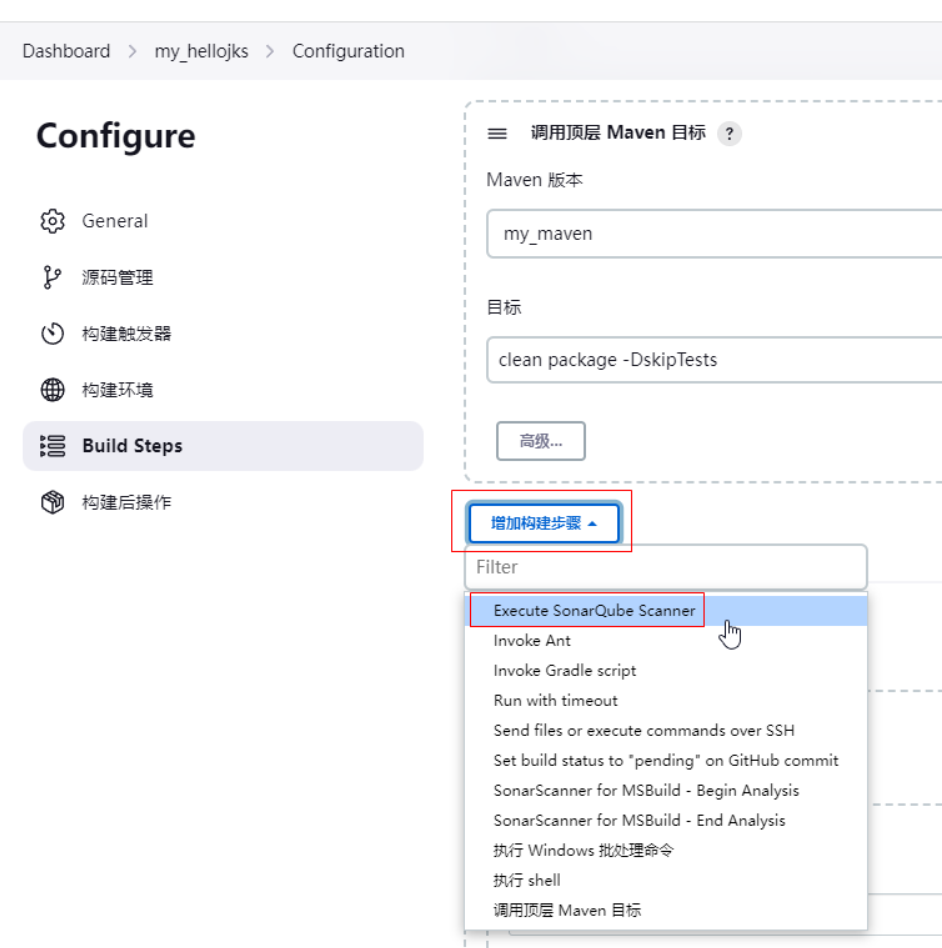 Dashboard > my_hellojks > Configuration
Configure
General
源码管理
构建触发器
构建环境
Build Steps
构建后操作
调用顶层 Maven 目标 ?
Maven 版本
my_maven
目标
clean package -DskipTests
高级...
增加构建步骤
Filter
Execute SonarQube Scanner
Invoke Ant
Invoke Gradle script
Run with timeout
Send files or execute commands over SSH
Set build status to "pending" on GitHub commit
SonarScanner for MSBuild - Begin Analysis
SonarScanner for MSBuild - End Analysis
执行 Windows 批处理命令
执行 shell
调用顶层 Maven 目标